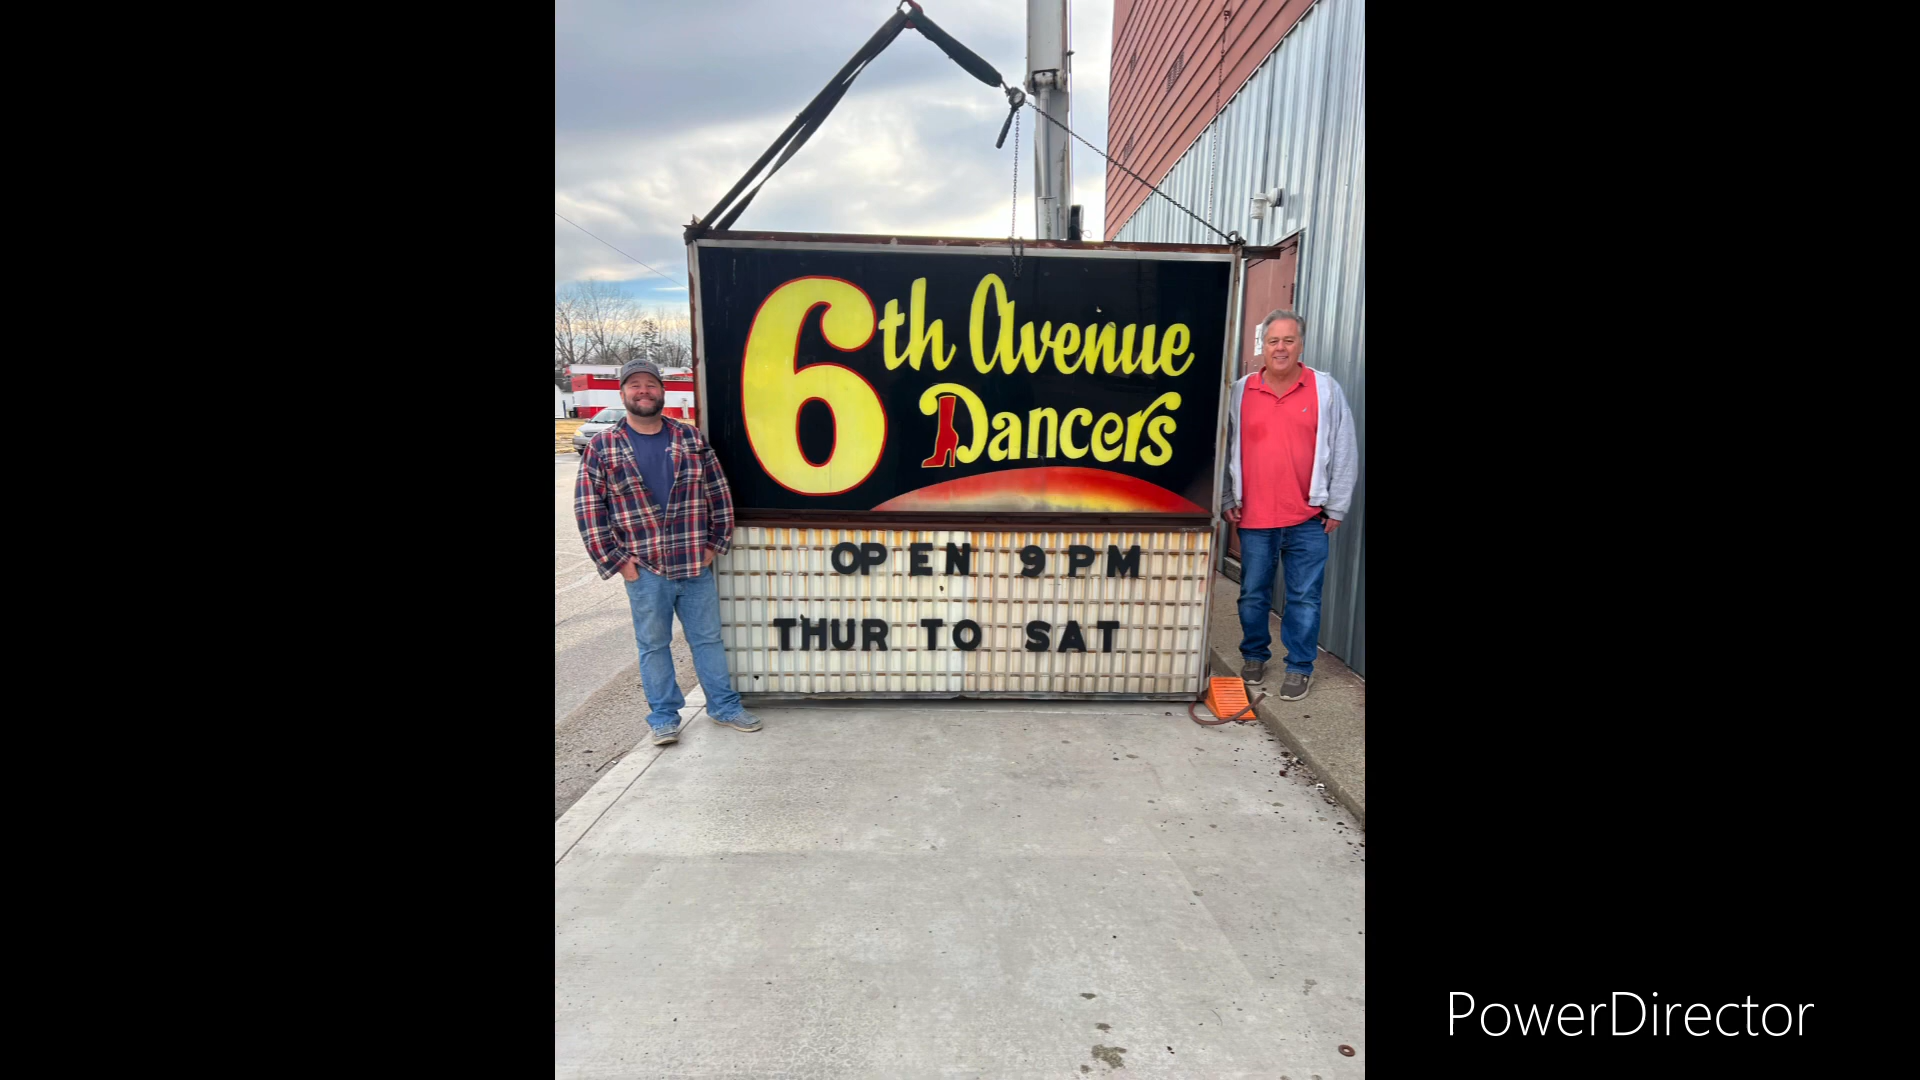 6th Avenue
Dancers
OPEN 9PM
THUR TO SAT
PowerDirector